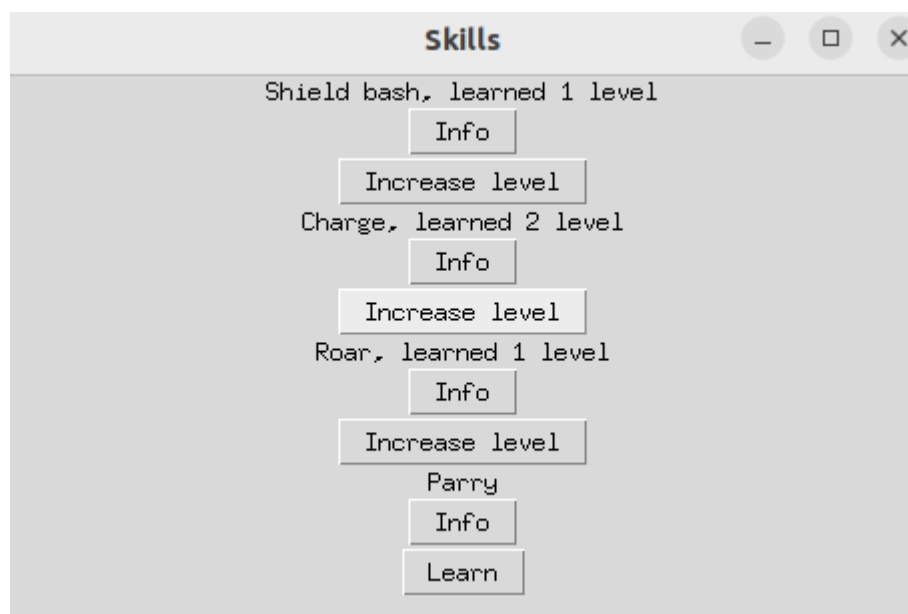 Skills
Shield bash, learned 1 level
Info
Increase level
Charge, learned 2 level
Info
Increase level
Roar, learned 1 level
Info
Increase level
Parry
Info
Learn